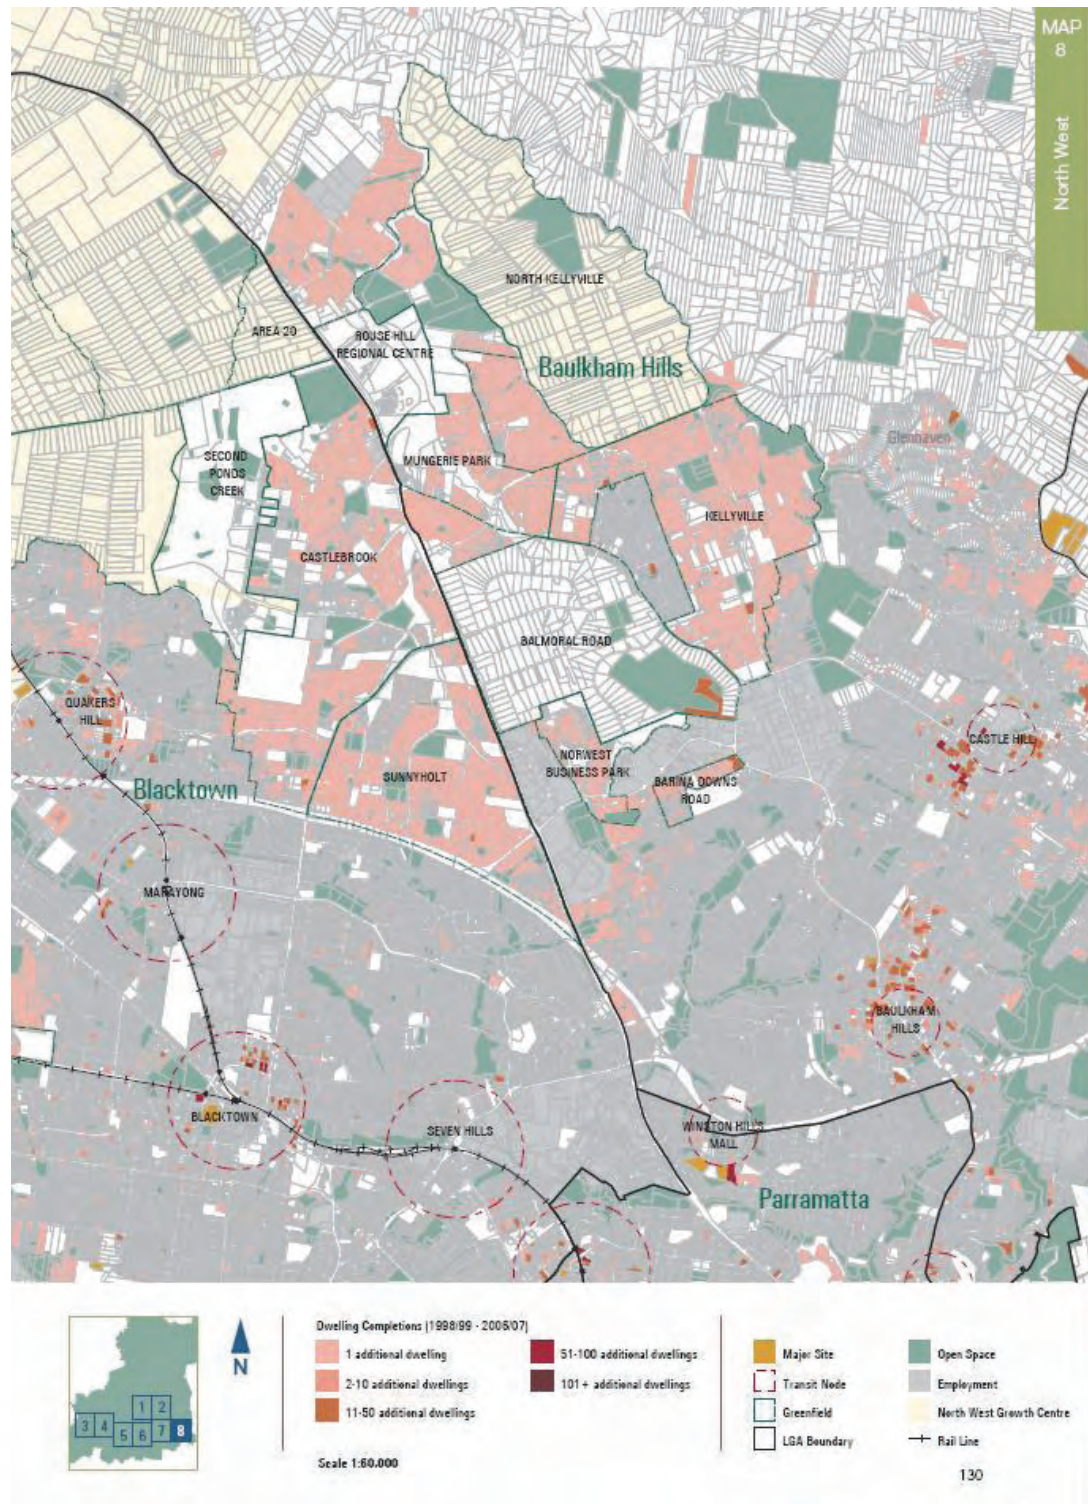 MAP
8
North West
NORTH KELLYVILLE
AREA 20
ROUSE HILL
REGIONAL CENTRE
Baulkham Hills
Glenhaven
SECOND
PONDS
CREEK
MUNGERIE PARK
KELLYVILLE
CASTLEBROOK
BALMORAL ROAD
QUAKERS
HILL
CASTLE HILL
NORWEST
BUSINESS PARK
SUNNYHOLT
BARINA DOWNS
ROAD
Blacktown
MARAYONG
BAULKHAM
HILLS
BLACKTOWN
SEVEN HILLS
WINSTON HILLS
MALL
Parramatta
1
2
3
4
5
6
7
8
N
Dwelling Completions (1998/99 - 2006/07)
1 additional dwelling
2-10 additional dwellings
11-50 additional dwellings
51-100 additional dwellings
101+ additional dwellings
Scale 1:60,000
Major Site
Transit Node
Greenfield
LGA Boundary
Open Space
Employment
North West Growth Centre
Rail Line
130